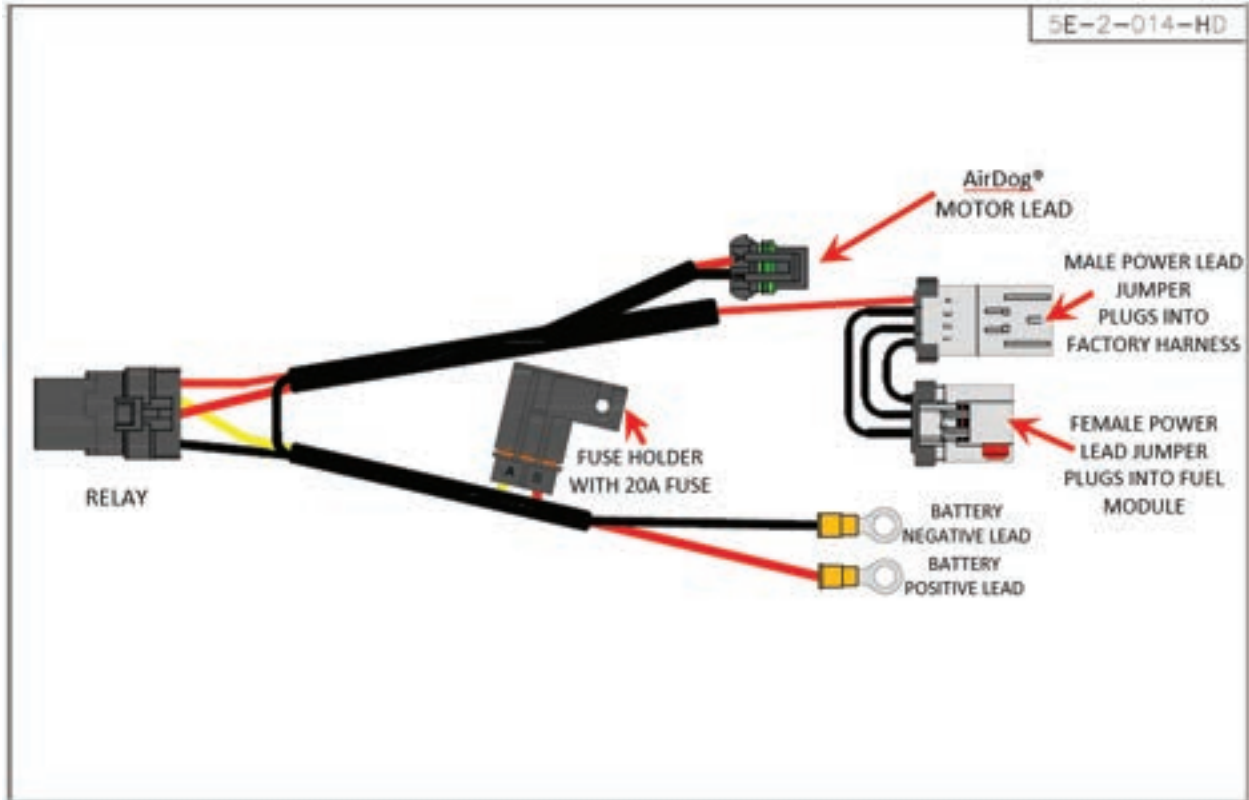 5E-2-014-HD
AirDog®
MOTOR LEAD
MALE POWER LEAD
JUMPER
PLUGS INTO
FACTORY HARNESS
FUSE HOLDER
WITH 20A FUSE
A B
FEMALE POWER
LEAD JUMPER
PLUGS INTO FUEL
MODULE
RELAY
BATTERY
NEGATIVE LEAD
BATTERY
POSITIVE LEAD